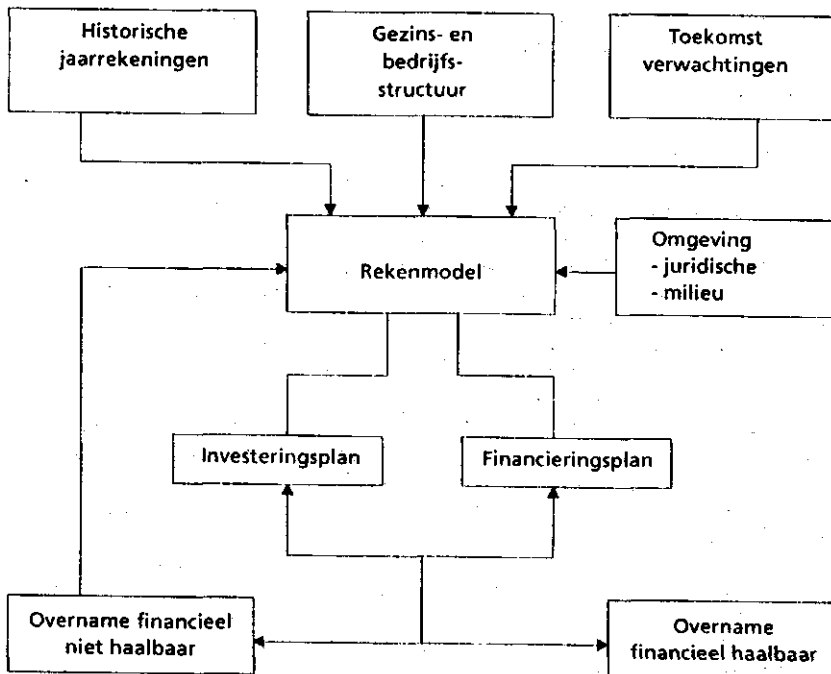 Historische
jaarrekeningen
Gezins- en
bedrijfs-
structuur
Toekomst
verwachtingen
Rekenmodel
Omgeving
- juridische
- milieu
Investeringsplan
Financieringsplan
Overname financieel
niet haalbaar
Overname
financieel haalbaar